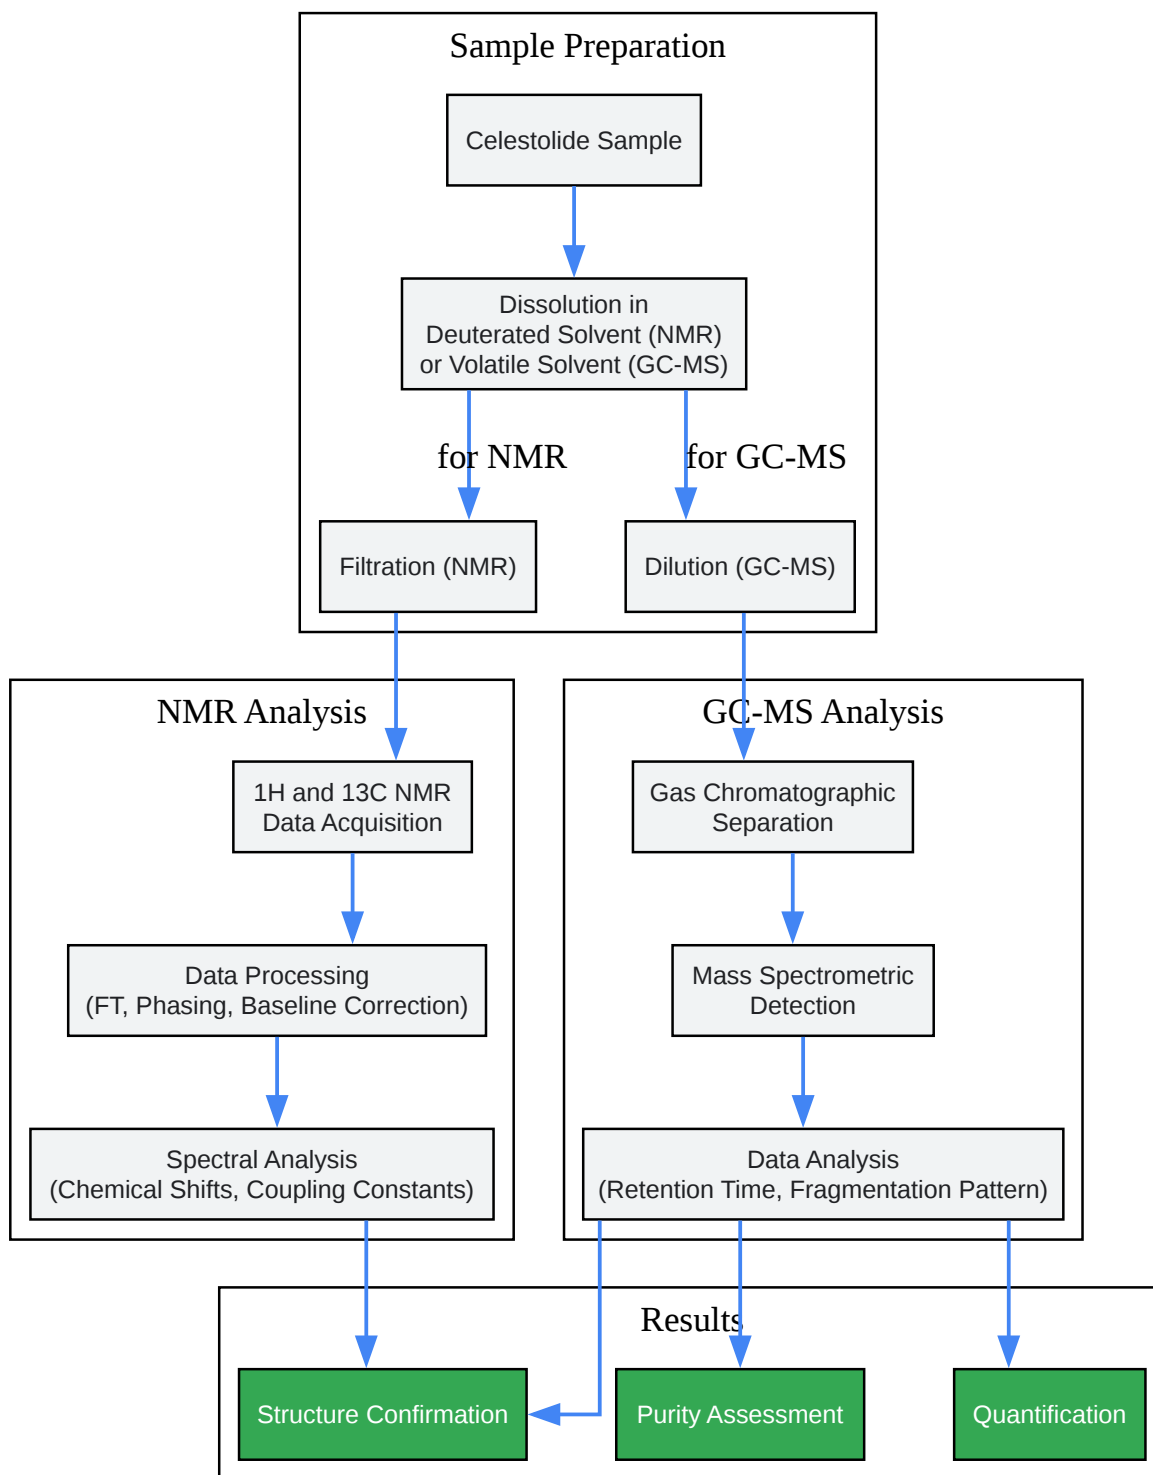 Sample Preparation
Celestolide Sample
Dissolution in
Deuterated Solvent (NMR)
or Volatile Solvent (GC-MS)
for NMR
for GC-MS
Filtration (NMR)
Dilution (GC-MS)
NMR Analysis
1H and 13C NMR
Data Acquisition
Data Processing
(FT, Phasing, Baseline Correction)
Spectral Analysis
(Chemical Shifts, Coupling Constants)
GC-MS Analysis
Gas Chromatographic
Separation
Mass Spectrometric
Detection
Data Analysis
(Retention Time, Fragmentation Pattern)
Results
Structure Confirmation
Purity Assessment
Quantification